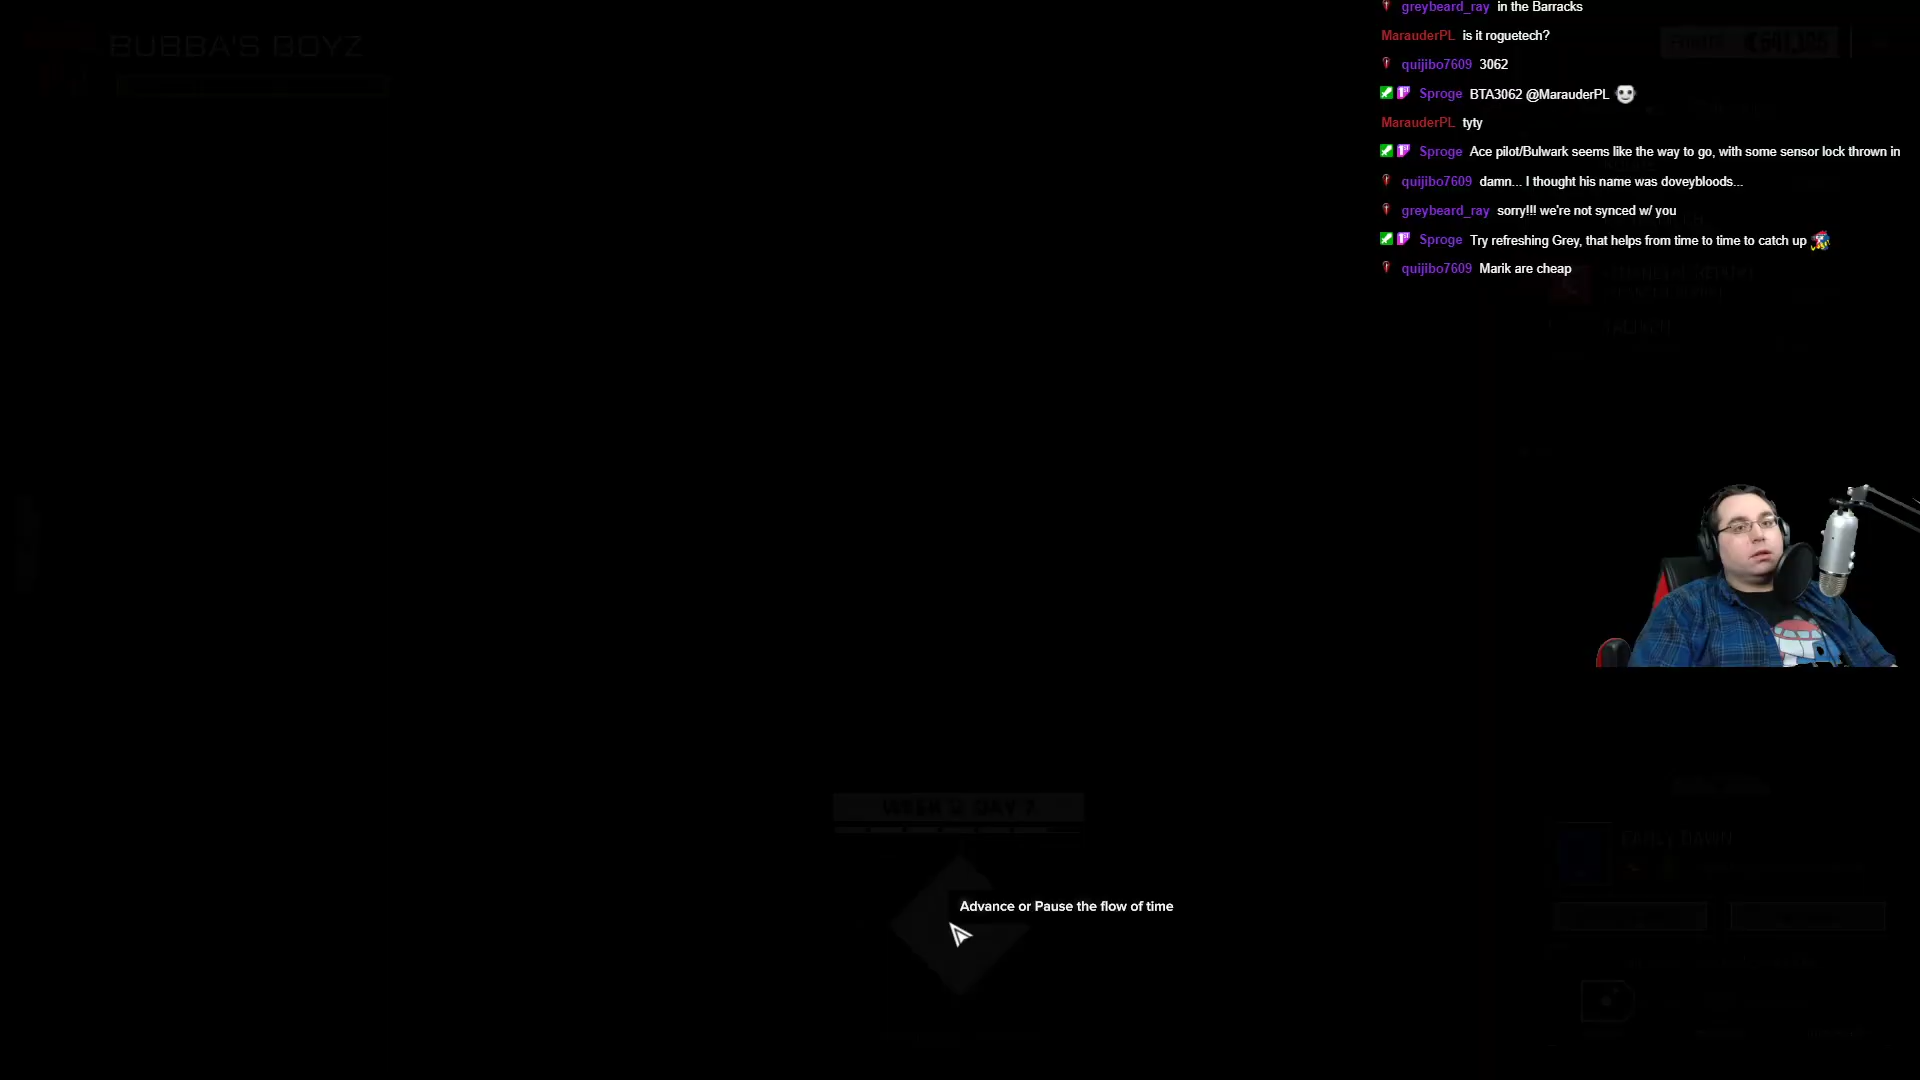 greybeard_ray in the Barracks
BUBBA'S BOYZ
MarauderPL is it roguetech?
quijibo7609 3062
Sproge BTA3062 @MarauderPL
MarauderPL tyty
Sproge Ace pilot/Bulwark seems like the way to go, with some sensor lock thrown in
quijibo7609 damn... I thought his name was doveybloods...
greybeard_ray sorry!!! we're not synced w/ you
Sproge Try refreshing Grey, that helps from time to time to catch up
quijibo7609 Marik are cheap
Advance or Pause the flow of time